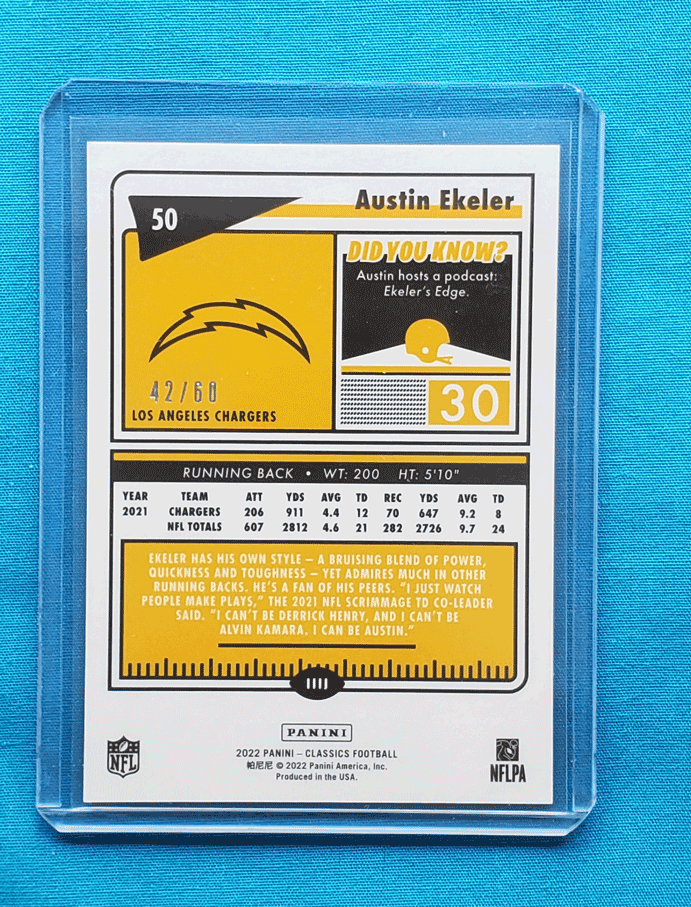 Austin Ekeler
50
DID YOU KNOW?
Austin hosts a podcast:
Ekeler's Edge.
42/60
LOS ANGELES CHARGERS
30
RUNNING BACK • WT: 200 HT: 5'10"
YEAR TEAM ATT YDS AVG TD REC YDS AVG TD
2021 CHARGERS 206 911 4.4 12 70 647 9.2 8
NFL TOTALS 607 2812 4.6 21 282 2726 9.7 24
EKELER HAS HIS OWN STYLE — A BRUISING BLEND OF POWER,
QUICKNESS AND TOUGHNESS — YET ADMIRES MUCH IN OTHER
RUNNING BACKS. HE'S A FAN OF HIS PEERS. "I JUST WATCH
PEOPLE MAKE PLAYS," THE 2021 NFL SCRIMMAGE TD CO-LEADER
SAID. "I CAN'T BE DERRICK HENRY, AND I CAN'T BE
ALVIN KAMARA. I CAN BE AUSTIN."
PANINI
2022 PANINI – CLASSICS FOOTBALL
帕尼尼 © 2022 Panini America, Inc.
Produced in the USA.
NFL
NFLPA